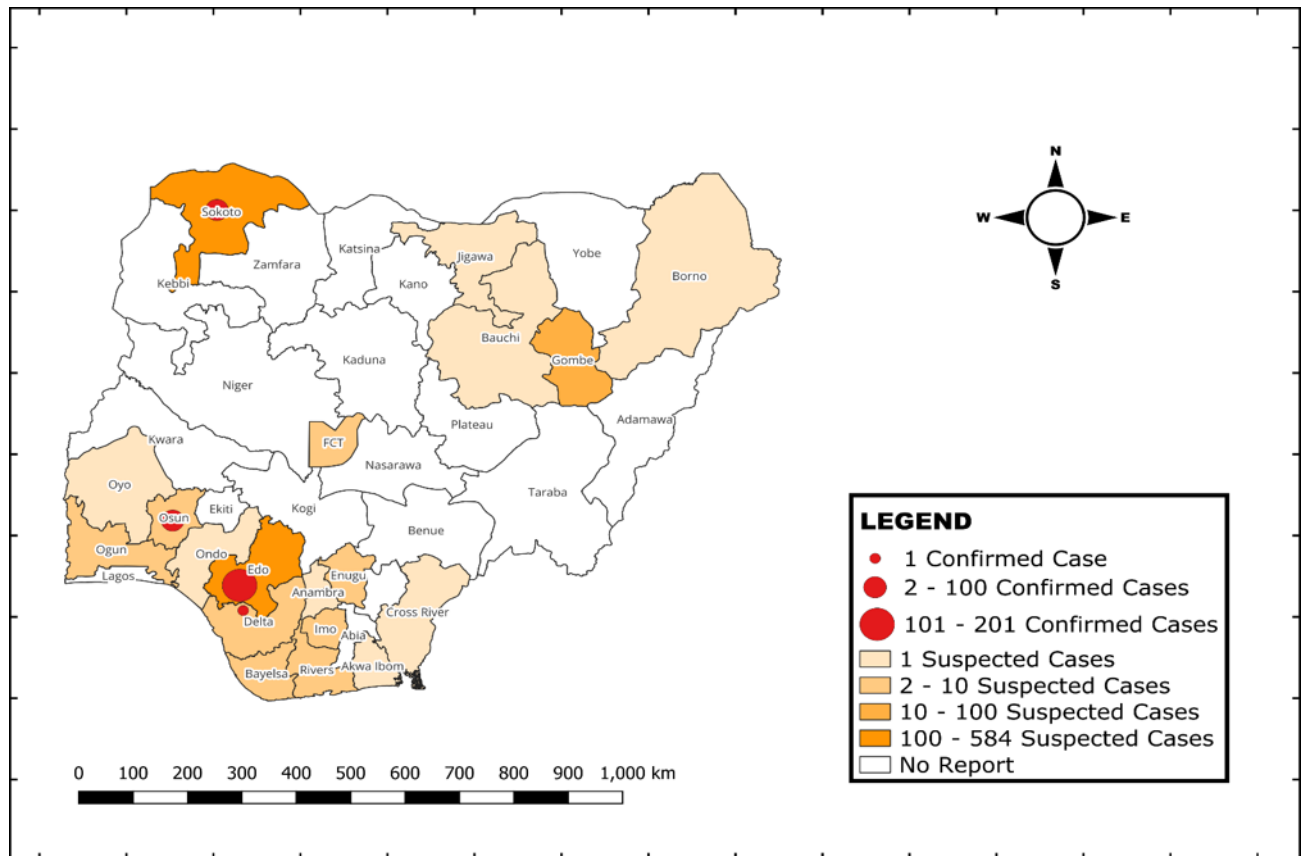 N
W E
S
Sokoto
Katsina
Yobe
Jigawa
Zamfara
Borno
Kebbi
Kano
Bauchi
Kaduna
Gombe
Niger
Adamawa
Plateau
Kwara
FCT
Nasarawa
Oyo
Taraba
Ekiti
Kogi
Osun
Benue
Ogun
Ondo
Edo
Lagos
Enugu
Anambra
Cross River
Delta
Imo
Abia
Bayelsa
Rivers
Akwa Ibom
LEGEND
1 Confirmed Case
2 - 100 Confirmed Cases
101 - 201 Confirmed Cases
1 Suspected Cases
2 - 10 Suspected Cases
10 - 100 Suspected Cases
100 - 584 Suspected Cases
No Report
0 100 200 300 400 500 600 700 800 900 1,000 km